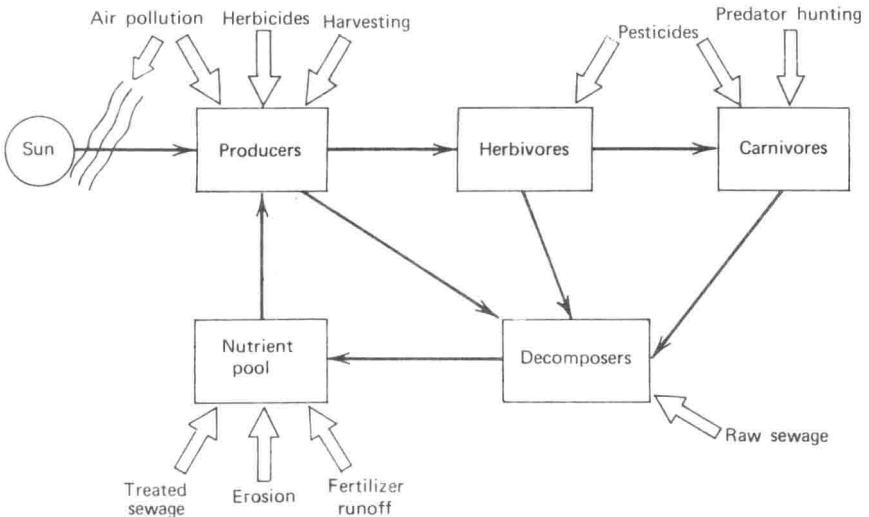 Air pollution
Herbicides
Harvesting
Pesticides
Predator hunting
Sun
Producers
Herbivores
Carnivores
Nutrient
pool
Decomposers
Treated
sewage
Erosion
Fertilizer
runoff
Raw sewage